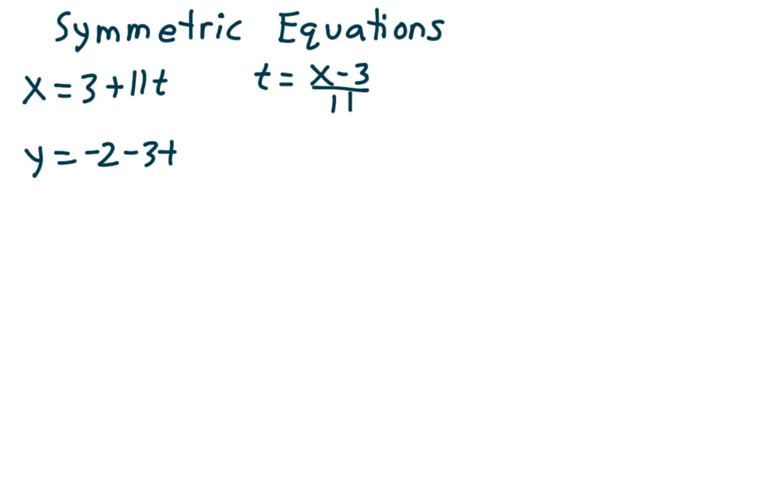 Symmetric Equations
x = 3 + 11t t = (x - 3)/11
y = -2 - 3t